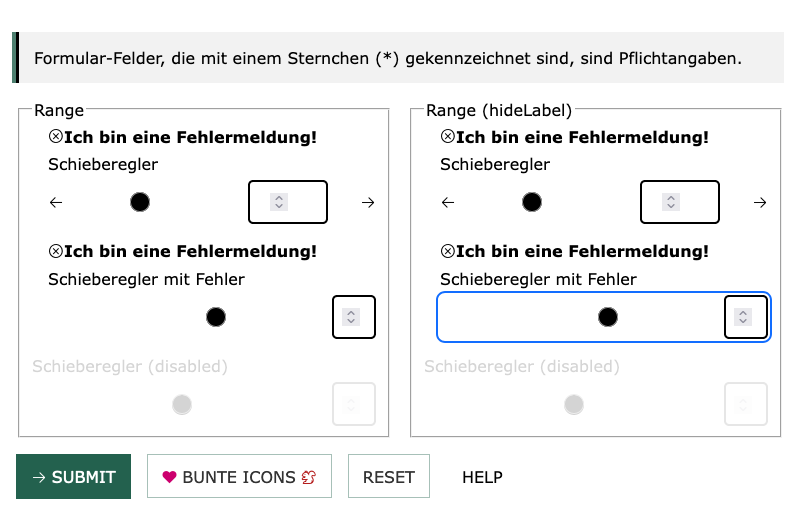 Formular-Felder, die mit einem Sternchen (*) gekennzeichnet sind, sind Pflichtangaben.
Range
Ich bin eine Fehlermeldung!
Schieberegler
Ich bin eine Fehlermeldung!
Schieberegler mit Fehler
Schieberegler (disabled)
Range (hideLabel)
Ich bin eine Fehlermeldung!
Schieberegler
Ich bin eine Fehlermeldung!
Schieberegler mit Fehler
Schieberegler (disabled)
SUBMIT
BUNTE ICONS
RESET
HELP